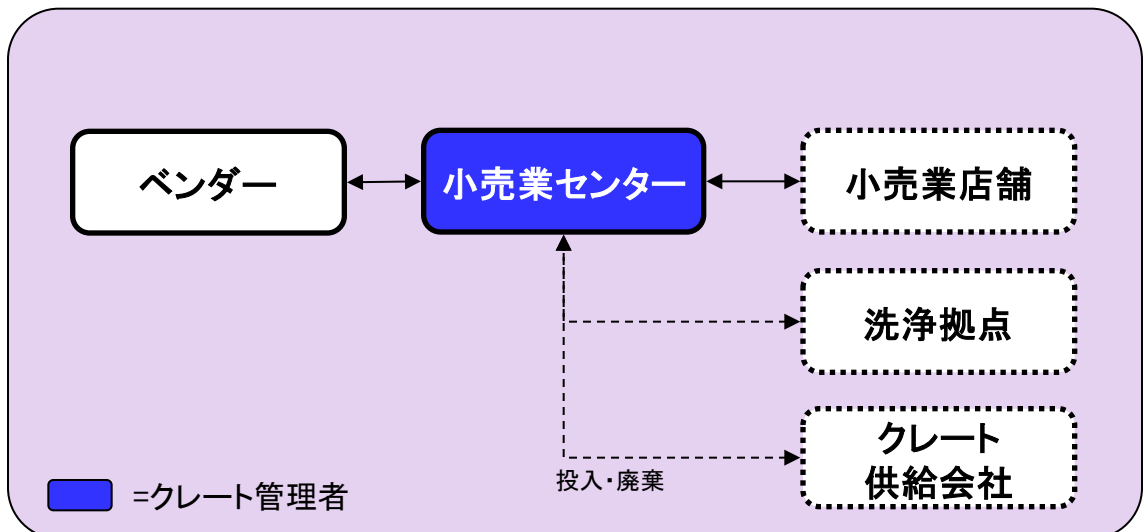 ベンダー
小売業センター
小売業店舗
洗浄拠点
クレート
供給会社
投入・廃棄
=クレート管理者